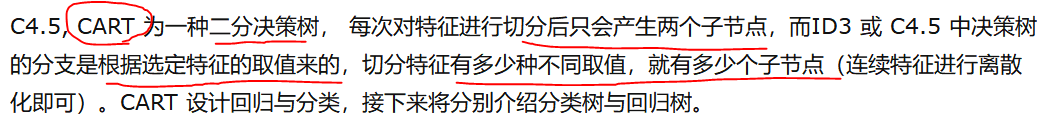 C4.5, CART 为一种二分决策树， 每次对特征进行切分后只会产生两个子节点，而ID3 或 C4.5 中决策树
的分支是根据选定特征的取值来的，切分特征有多少种不同取值，就有多少个子节点（连续特征进行离散
化即可）。CART 设计回归与分类，接下来将分别介绍分类树与回归树。